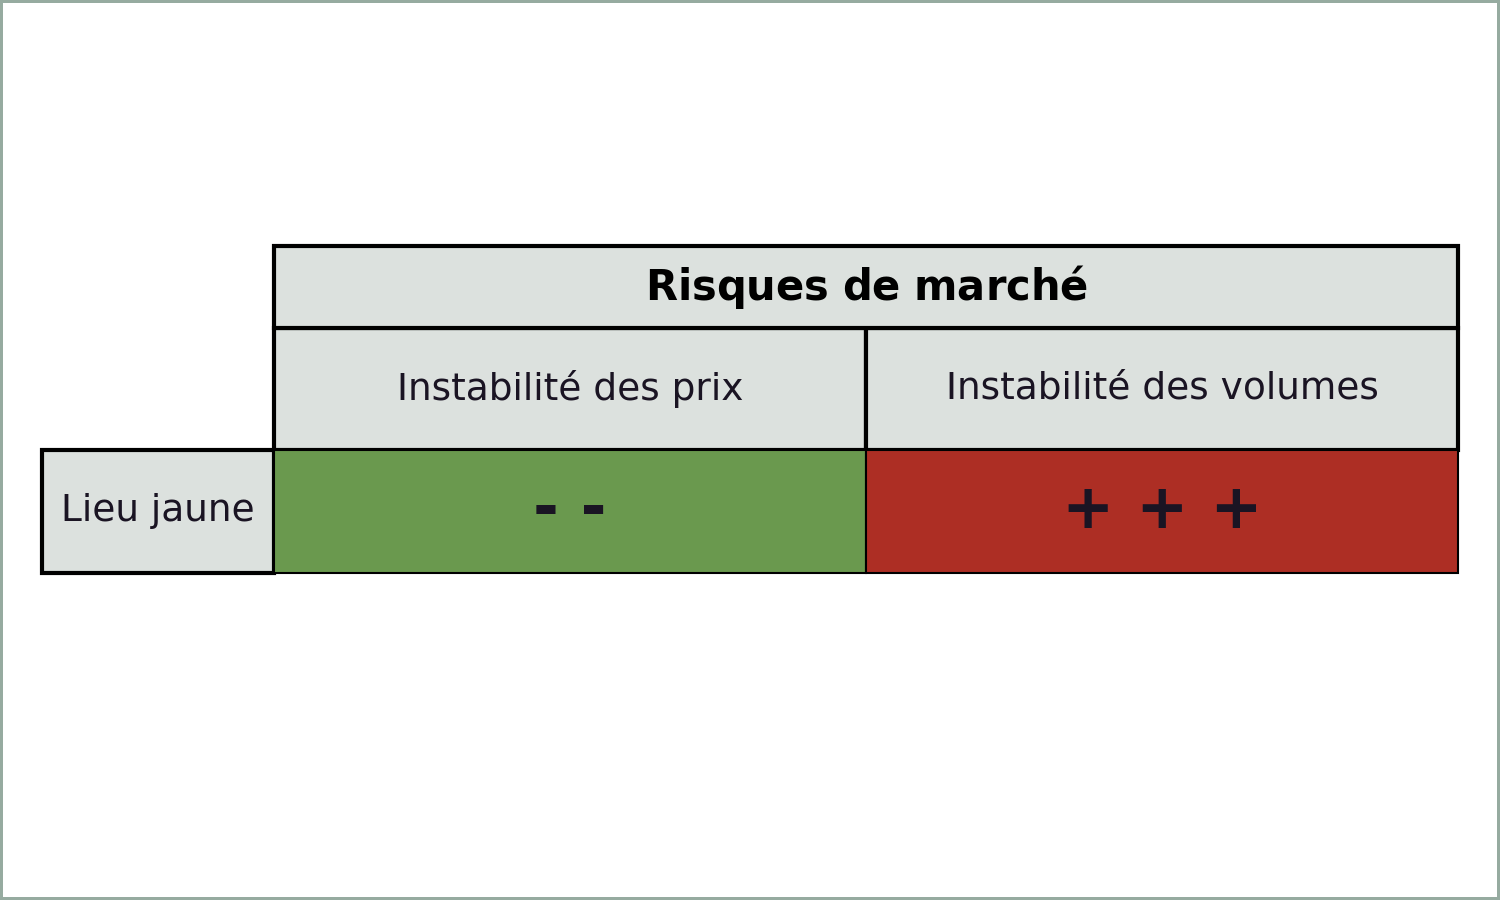 Risques de marché
Instabilité des prix
Instabilité des volumes
Lieu jaune
- -
+ + +